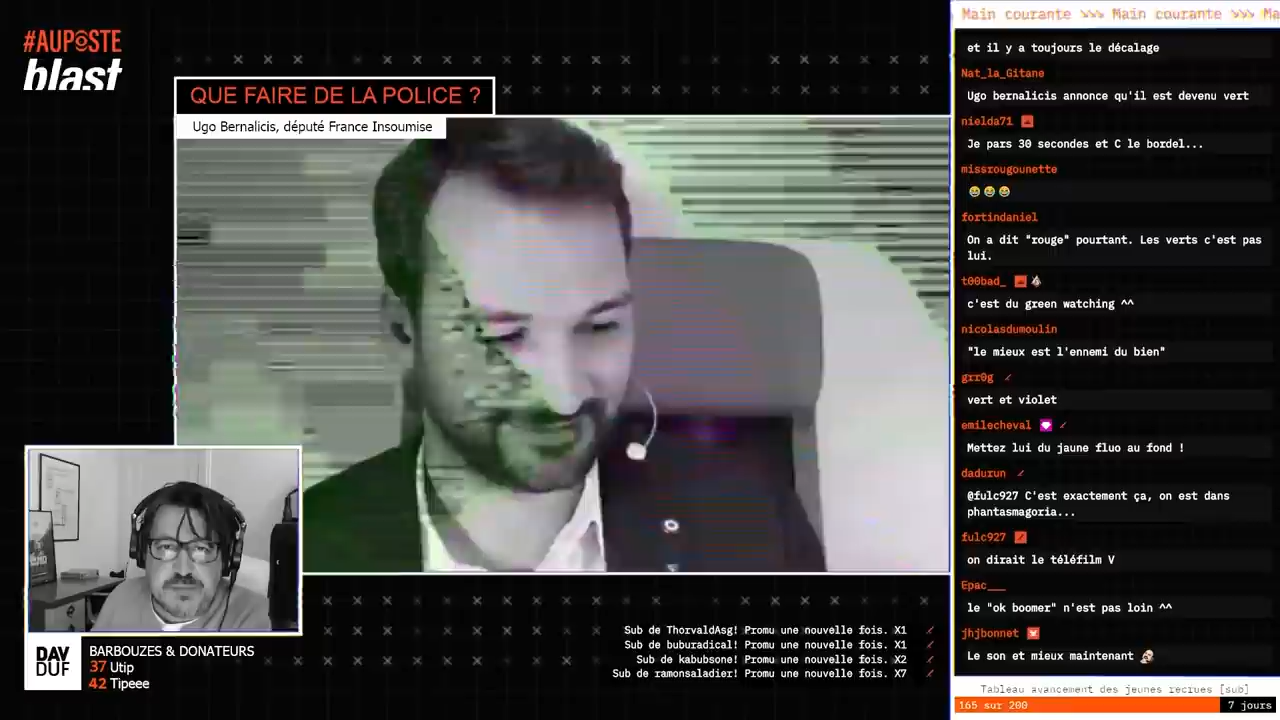 #AUPOSTE
blast
QUE FAIRE DE LA POLICE ?
Ugo Bernalicis, député France Insoumise
DAV
DUF
BARBOUZES & DONATEURS
37 Utip
42 Tipeee
Sub de ThorvaldAsg! Promu une nouvelle fois. X1
Sub de buburadical! Promu une nouvelle fois. X1
Sub de kabubsone! Promu une nouvelle fois. X2
Sub de ramonsaladier! Promu une nouvelle fois. X7
Main courante >>> Main courante >>> Ma
et il y a toujours le décalage
Nat_la_Gitane
Ugo bernalicis annonce qu'il est devenu vert
nielda71
Je pars 30 secondes et C le bordel...
missrougounette
😂😂😂
fortindaniel
On a dit "rouge" pourtant. Les verts c'est pas
lui.
t00bad_
c'est du green watching ^^
nicolasdumoulin
"le mieux est l'ennemi du bien"
grr0g
vert et violet
emilecheval
Mettez lui du jaune fluo au fond !
dadurun
@fulc927 C'est exactement ça, on est dans
phantasmagoria...
fulc927
on dirait le téléfilm V
Epac___
le "ok boomer" n'est pas loin ^^
jhjbonnet
Le son et mieux maintenant
Tableau avancement des jeunes recrues [sub]
165 sur 200
7 jours